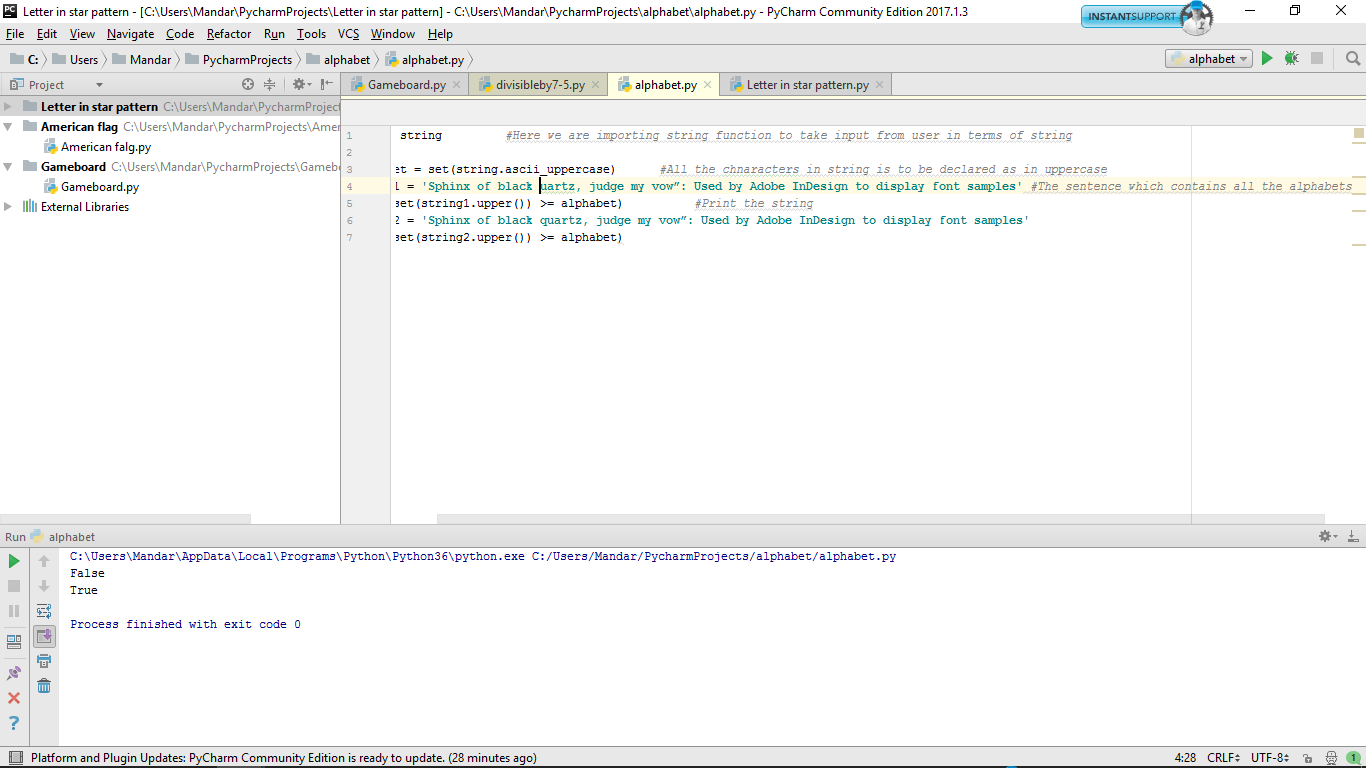 Letter in star pattern - [C:\Users\Mandar\PycharmProjects\Letter in star pattern] - C:\Users\Mandar\PycharmProjects\alphabet\alphabet.py - PyCharm Community Edition 2017.1.3
INSTANTSUPPORT
File Edit View Navigate Code Refactor Run Tools VCS Window Help
C: Users Mandar PycharmProjects alphabet alphabet.py
alphabet
Project
Gameboard.py divisibleby7-5.py alphabet.py Letter in star pattern.py
Letter in star pattern C:\Users\Mandar\PycharmProject
American flag C:\Users\Mandar\PycharmProjects\Amer
American falg.py
Gameboard C:\Users\Mandar\PycharmProjects\Gameb
Gameboard.py
External Libraries
1 string #Here we are importing string function to take input from user in terms of string
2
3 et = set(string.ascii_uppercase) #All the chnaracters in string is to be declared as in uppercase
4 1 = 'Sphinx of black uartz, judge my vow”: Used by Adobe InDesign to display font samples' #The sentence which contains all the alphabets
5 set(string1.upper()) >= alphabet) #Print the string
6 2 = 'Sphinx of black quartz, judge my vow”: Used by Adobe InDesign to display font samples'
7 set(string2.upper()) >= alphabet)
Run alphabet
C:\Users\Mandar\AppData\Local\Programs\Python\Python36\python.exe C:/Users/Mandar/PycharmProjects/alphabet/alphabet.py
False
True
Process finished with exit code 0
Platform and Plugin Updates: PyCharm Community Edition is ready to update. (28 minutes ago)
4:28 CRLF UTF-8 1